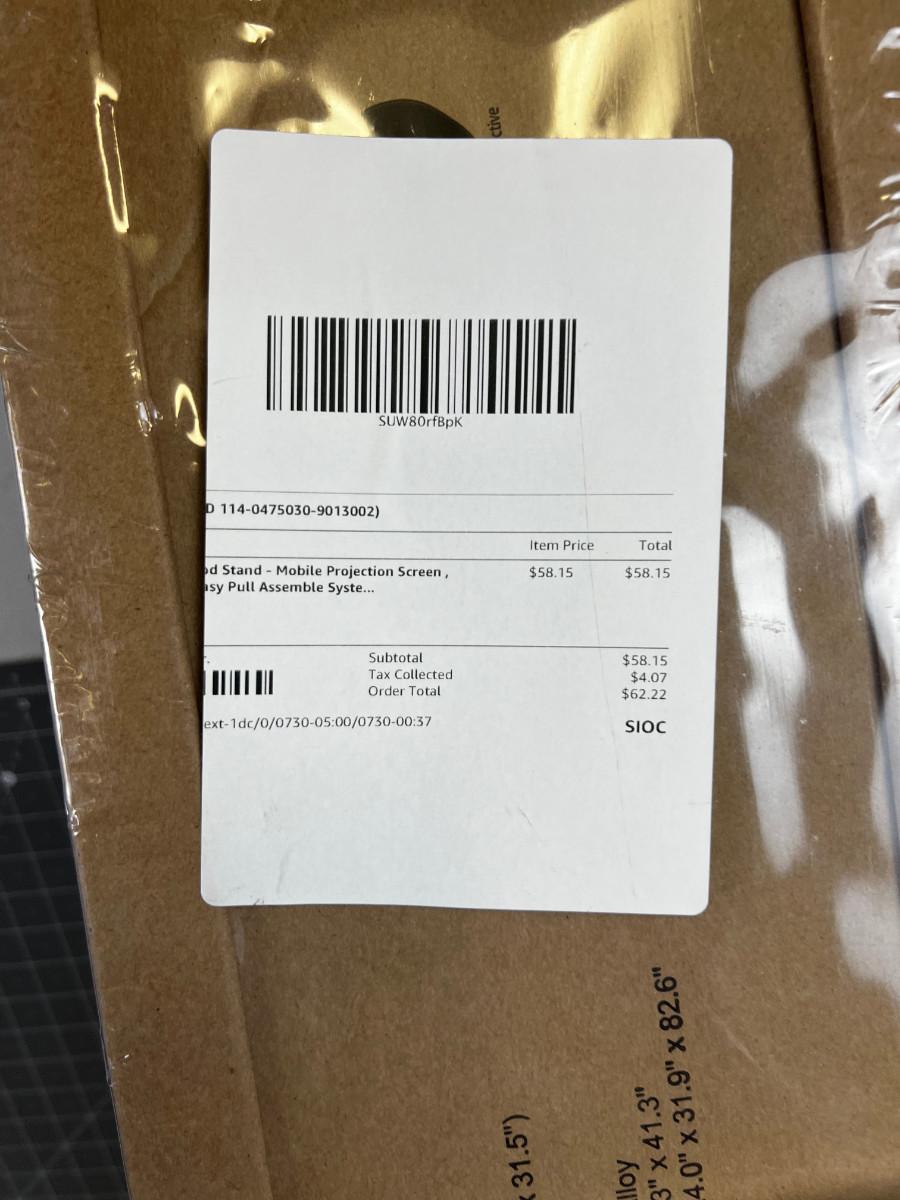 ctive
SUW80rfBpK
D 114-0475030-9013002)
Item Price Total
Stand - Mobile Projection Screen , $58.15 $58.15
Pull Assemble Syste...
Subtotal $58.15
Tax Collected $4.07
Order Total $62.22
ext-1dc/0/0730-05:00/0730-00:37 SIOC
x 31.5")
lloy
3" x 41.3"
4.0" x 31.9" x 82.6"